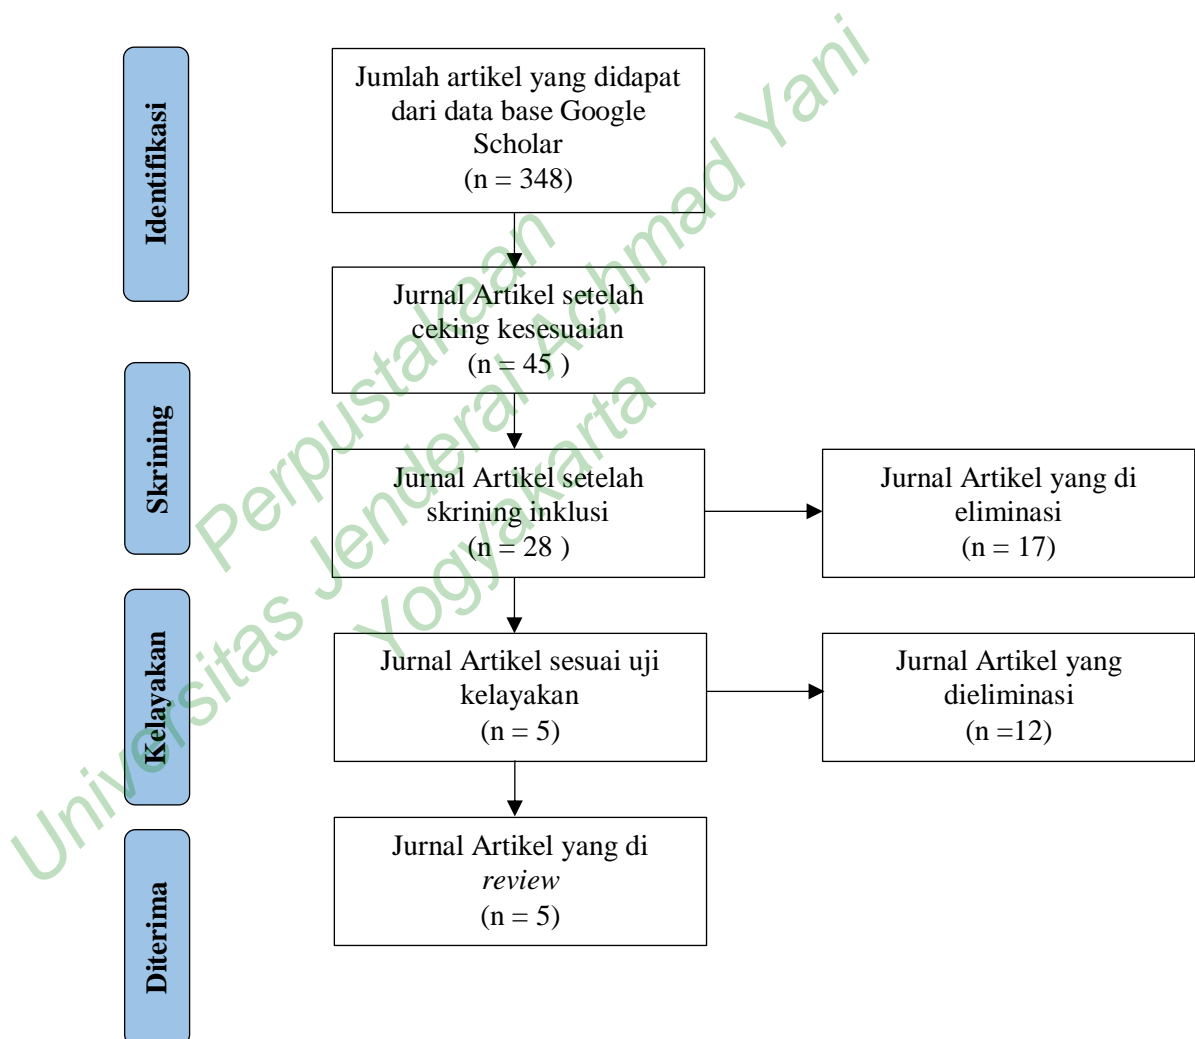 Identifikasi
Jumlah artikel yang didapat
dari data base Google
Scholar
(n = 348)
Jurnal Artikel setelah
ceking kesesuaian
(n = 45 )
Skrining
Jurnal Artikel setelah
skrining inklusi
(n = 28 )
Jurnal Artikel yang di
eliminasi
(n = 17)
Kelayakan
Jurnal Artikel sesuai uji
kelayakan
(n = 5)
Jurnal Artikel yang
dieliminasi
(n =12)
Diterima
Jurnal Artikel yang di
review
(n = 5)
Perpustakaan
Universitas Jenderal Achmad Yani
Yogyakarta